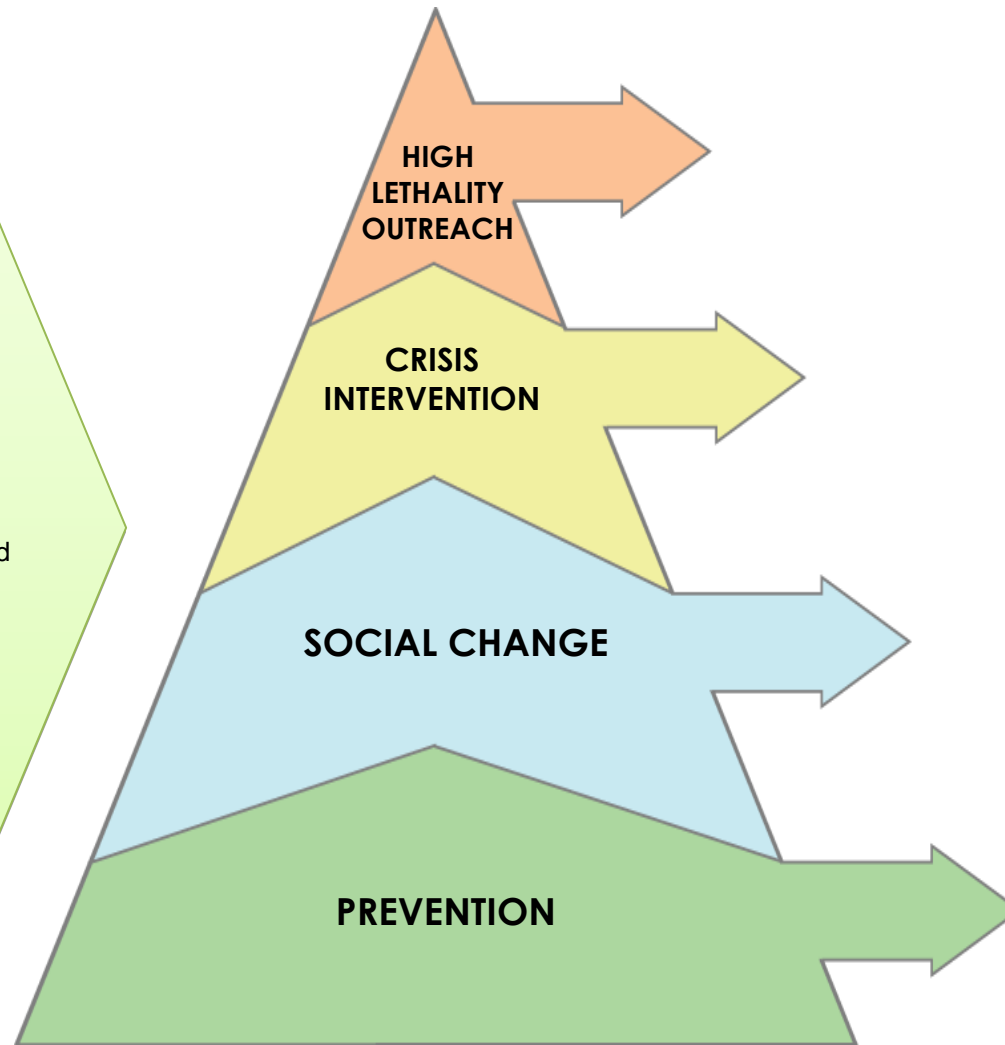 HIGH
LETHALITY
OUTREACH
CRISIS
INTERVENTION
d
SOCIAL CHANGE
PREVENTION